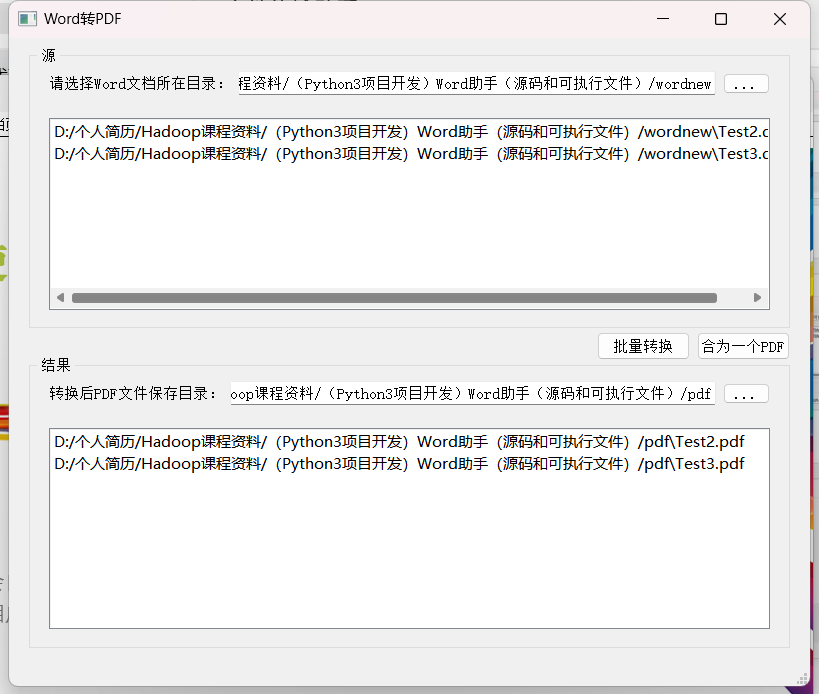 Word转PDF
源
请选择Word文档所在目录： 程资料/（Python3项目开发）Word助手（源码和可执行文件）/wordnew ...
D:/个人简历/Hadoop课程资料/（Python3项目开发）Word助手（源码和可执行文件）/wordnew\Test2.
D:/个人简历/Hadoop课程资料/（Python3项目开发）Word助手（源码和可执行文件）/wordnew\Test3.
批量转换 合为一个PDF
结果
转换后PDF文件保存目录： oop课程资料/（Python3项目开发）Word助手（源码和可执行文件）/pdf ...
D:/个人简历/Hadoop课程资料/（Python3项目开发）Word助手（源码和可执行文件）/pdf\Test2.pdf
D:/个人简历/Hadoop课程资料/（Python3项目开发）Word助手（源码和可执行文件）/pdf\Test3.pdf